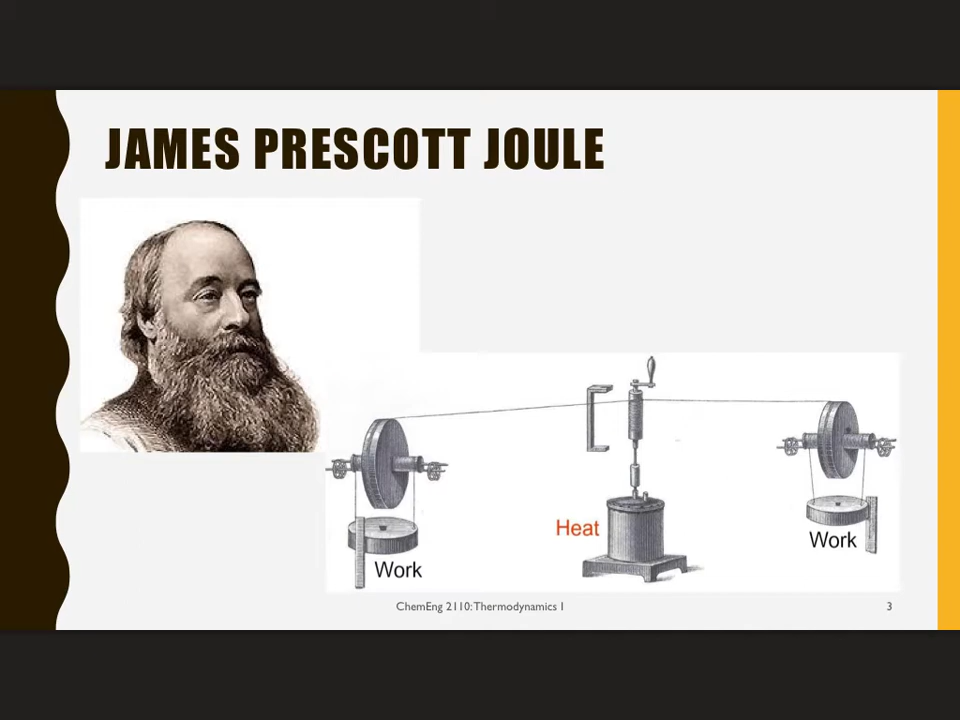 JAMES PRESCOTT JOULE
Heat
Work
Work
ChemEng 2110: Thermodynamics I
3